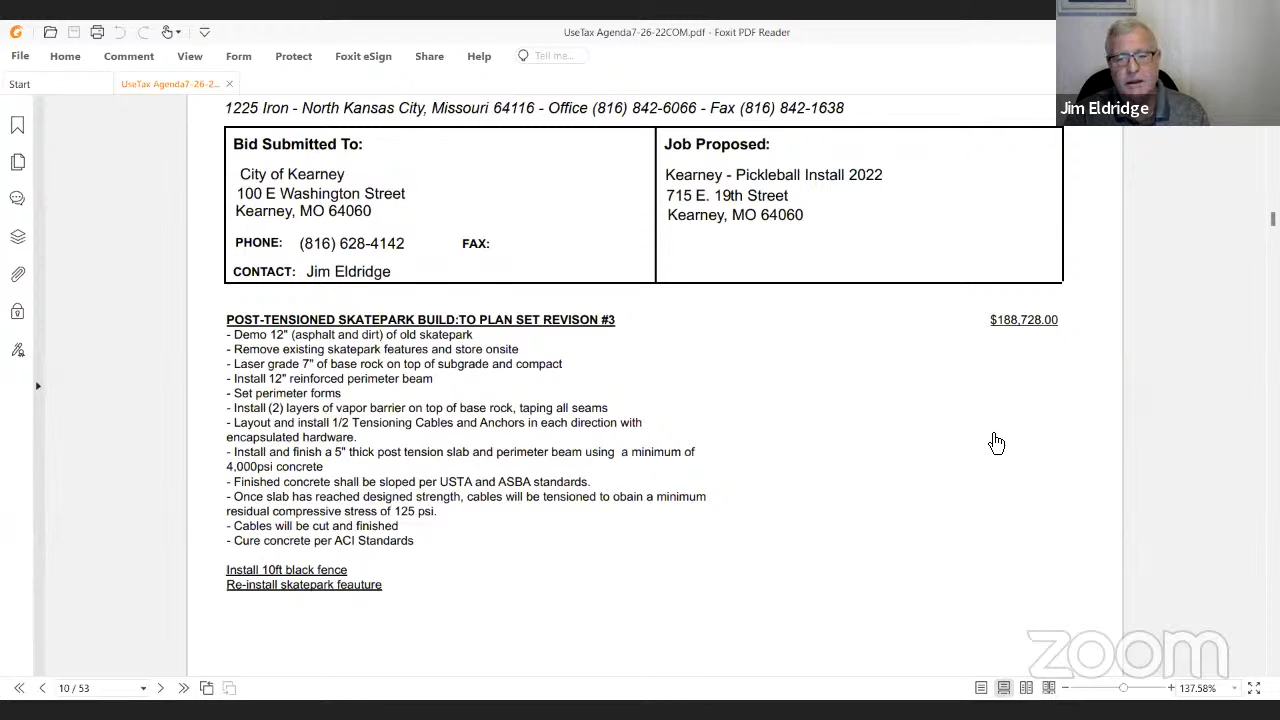 UseTax Agenda7-26-22COM.pdf - Foxit PDF Reader
File Home Comment View Form Protect Foxit eSign Share Help Tell me...
Start UseTax Agenda7-26-2...
Jim Eldridge
1225 Iron - North Kansas City, Missouri 64116 - Office (816) 842-6066 - Fax (816) 842-1638
Bid Submitted To:
City of Kearney
100 E Washington Street
Kearney, MO 64060
PHONE: (816) 628-4142 FAX:
CONTACT: Jim Eldridge
Job Proposed:
Kearney - Pickleball Install 2022
715 E. 19th Street
Kearney, MO 64060
POST-TENSIONED SKATEPARK BUILD:TO PLAN SET REVISON #3 $188,728.00
- Demo 12" (asphalt and dirt) of old skatepark
- Remove existing skatepark features and store onsite
- Laser grade 7" of base rock on top of subgrade and compact
- Install 12" reinforced perimeter beam
- Set perimeter forms
- Install (2) layers of vapor barrier on top of base rock, taping all seams
- Layout and install 1/2 Tensioning Cables and Anchors in each direction with
encapsulated hardware.
- Install and finish a 5" thick post tension slab and perimeter beam using a minimum of
4,000psi concrete
- Finished concrete shall be sloped per USTA and ASBA standards.
- Once slab has reached designed strength, cables will be tensioned to obain a minimum
residual compressive stress of 125 psi.
- Cables will be cut and finished
- Cure concrete per ACI Standards
Install 10ft black fence
Re-install skatepark feauture
zoom
10 / 53
137.58%